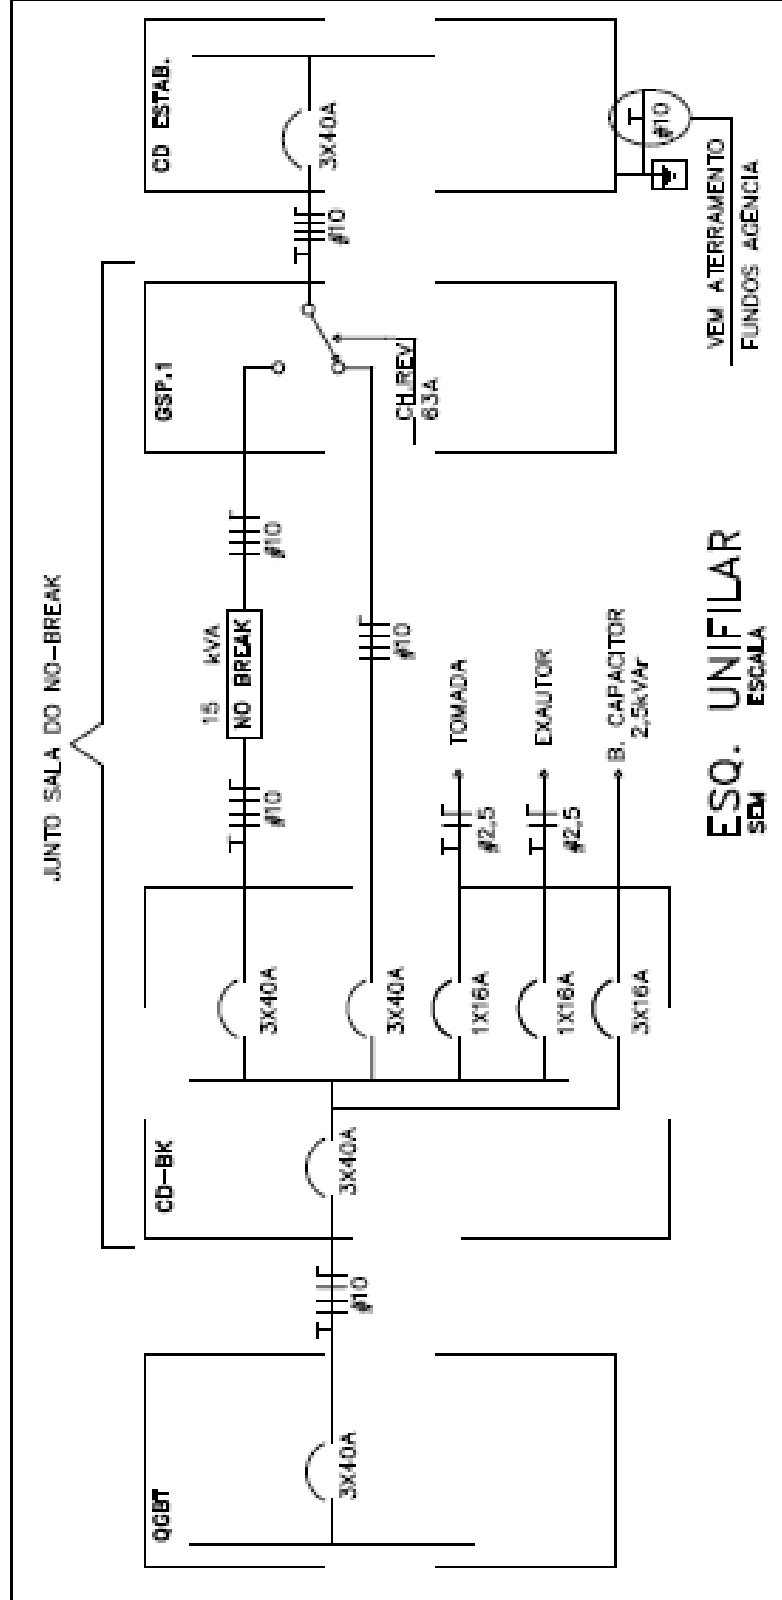 JUNTO SALA DO NO-BREAK
QGBT
3X40A
#10
CD-BK
3X40A
3X40A
3X40A
1X16A
1X16A
3X16A
#10
15 kVA
NO BREAK
#10
#10
#2,5
TOMADA
#2,5
EXAUTOR
B. CAPACITOR
2,5kVAr
GSP.1
CH.REV
63A
#10
CD ESTAB.
3X40A
#10
VEM ATERRAMENTO
FUNDOS AGENCIA
ESQ. UNIFILAR
SEM ESCALA